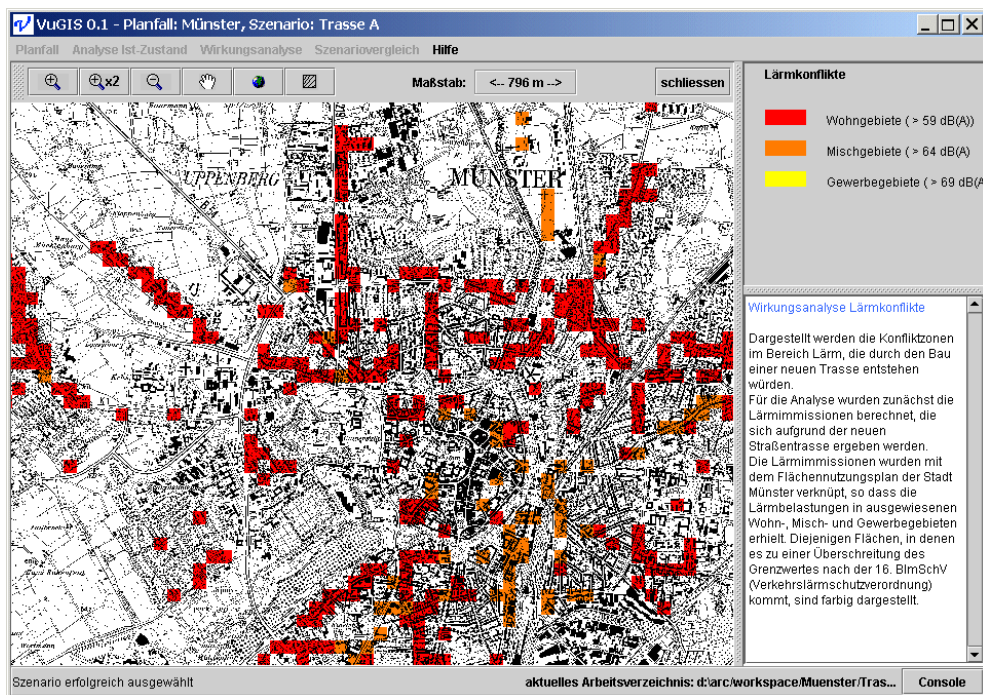 VuGIS 0.1 - Planfall: Münster, Szenario: Trasse A
Planfall Analyse Ist-Zustand Wirkungsanalyse Szenariovergleich Hilfe
x2 Maßstab: <-- 796 m --> schliessen
UPPENBERG
MÜNSTER
Lärmkonflikte
Wohngebiete ( > 59 dB(A))
Mischgebiete ( > 64 dB(A)
Gewerbegebiete ( > 69 dB(A
Wirkungsanalyse Lärmkonflikte
Dargestellt werden die Konfliktzonen
im Bereich Lärm, die durch den Bau
einer neuen Trasse entstehen
würden.
Für die Analyse wurden zunächst die
Lärmimmissionen berechnet, die
sich aufgrund der neuen
Straßentrasse ergeben werden.
Die Lärmimmissionen wurden mit
dem Flächennutzungsplan der Stadt
Münster verknüpt, so dass die
Lärmbelastungen in ausgewiesenen
Wohn-, Misch- und Gewerbegebieten
erhielt. Diejenigen Flächen, in denen
es zu einer Überschreitung des
Grenzwertes nach der 16. BImSchV
(Verkehrslärmschutzverordnung)
kommt, sind farbig dargestellt.
Szenario erfolgreich ausgewählt
aktuelles Arbeitsverzeichnis: d:\arc/workspace/Muenster/Tras... Console